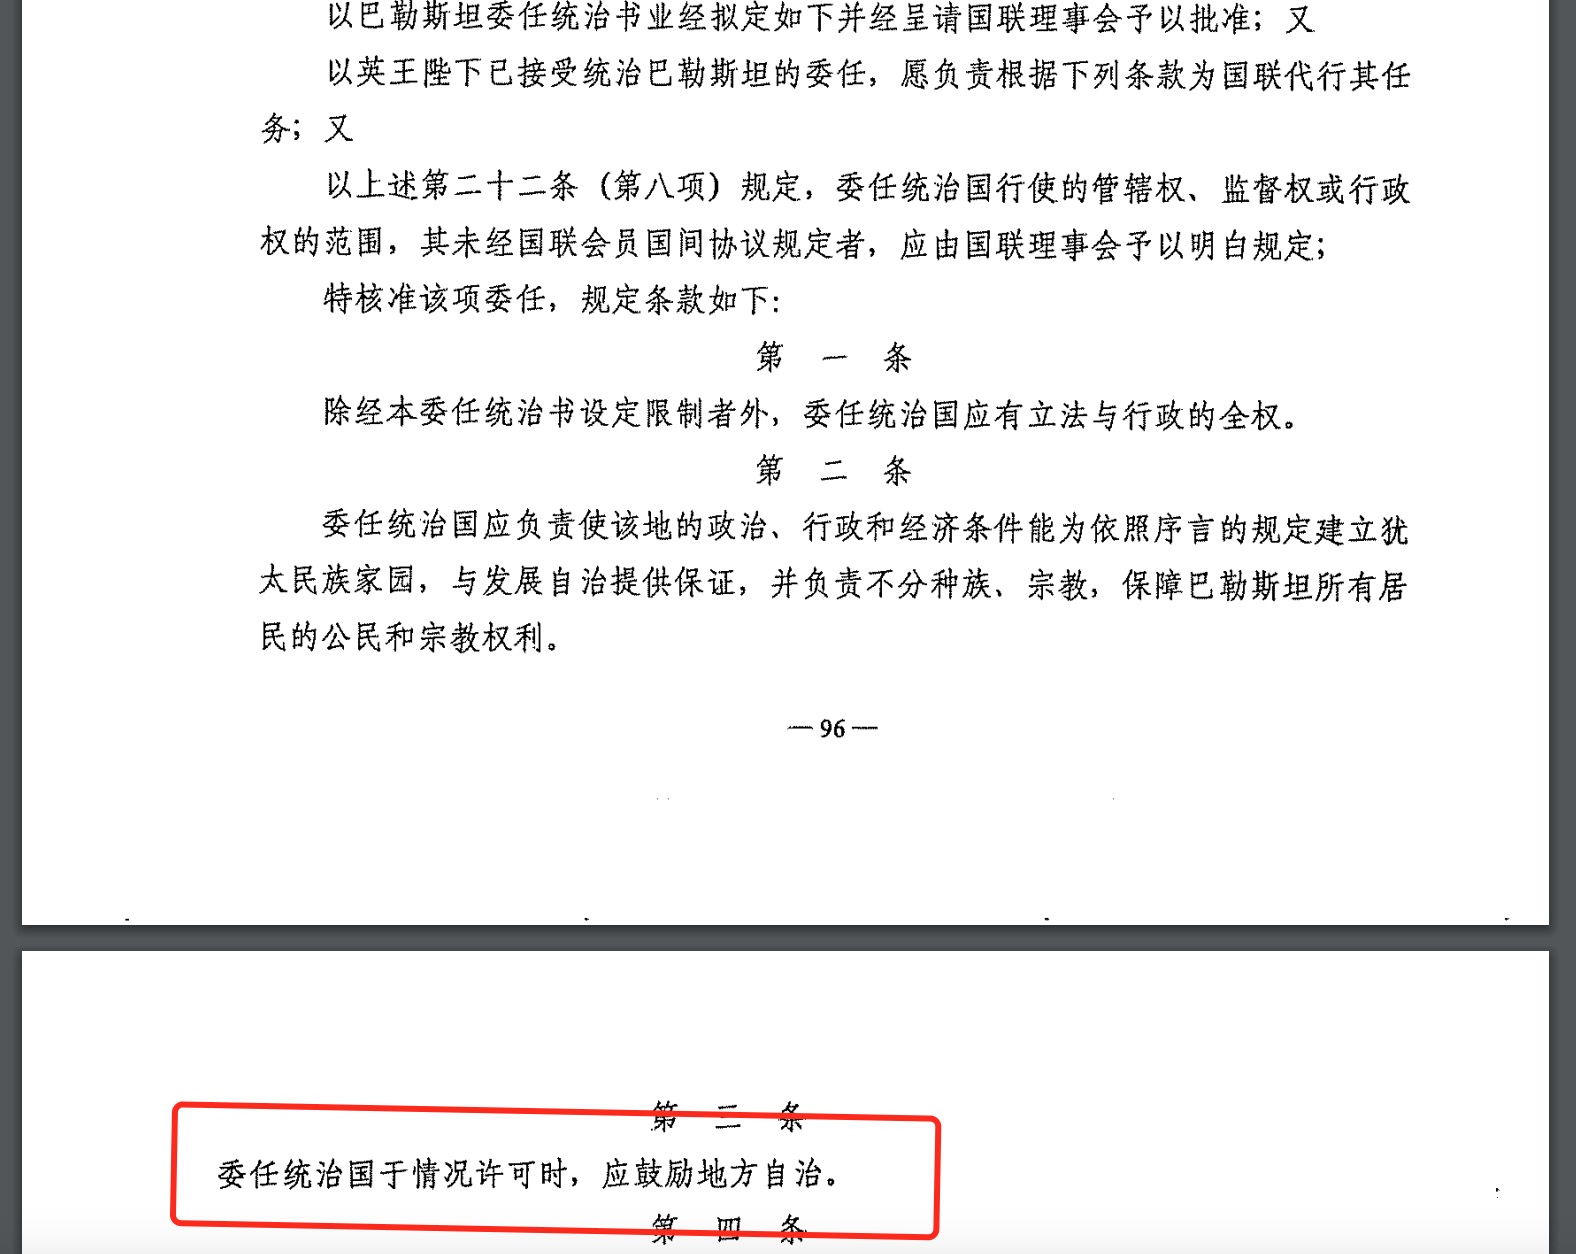 以巴勒斯坦委任统治书业经拟定如下并经呈请国联理事会予以批准；又
以英王陛下已接受统治巴勒斯坦的委任，愿负责根据下列条款为国联代行其任
务；又
以上述第二十二条（第八项）规定，委任统治国行使的管辖权、监督权或行政
权的范围，其未经国联会员国间协议规定者，应由国联理事会予以明白规定；
特核准该项委任，规定条款如下：
第 一 条
除经本委任统治书设定限制者外，委任统治国应有立法与行政的全权。
第 二 条
委任统治国应负责使该地的政治、行政和经济条件能为依照序言的规定建立犹
太民族家园，与发展自治提供保证，并负责不分种族、宗教，保障巴勒斯坦所有居
民的公民和宗教权利。
— 96 —
第 三 条
委任统治国于情况许可时，应鼓励地方自治。
第 四 条